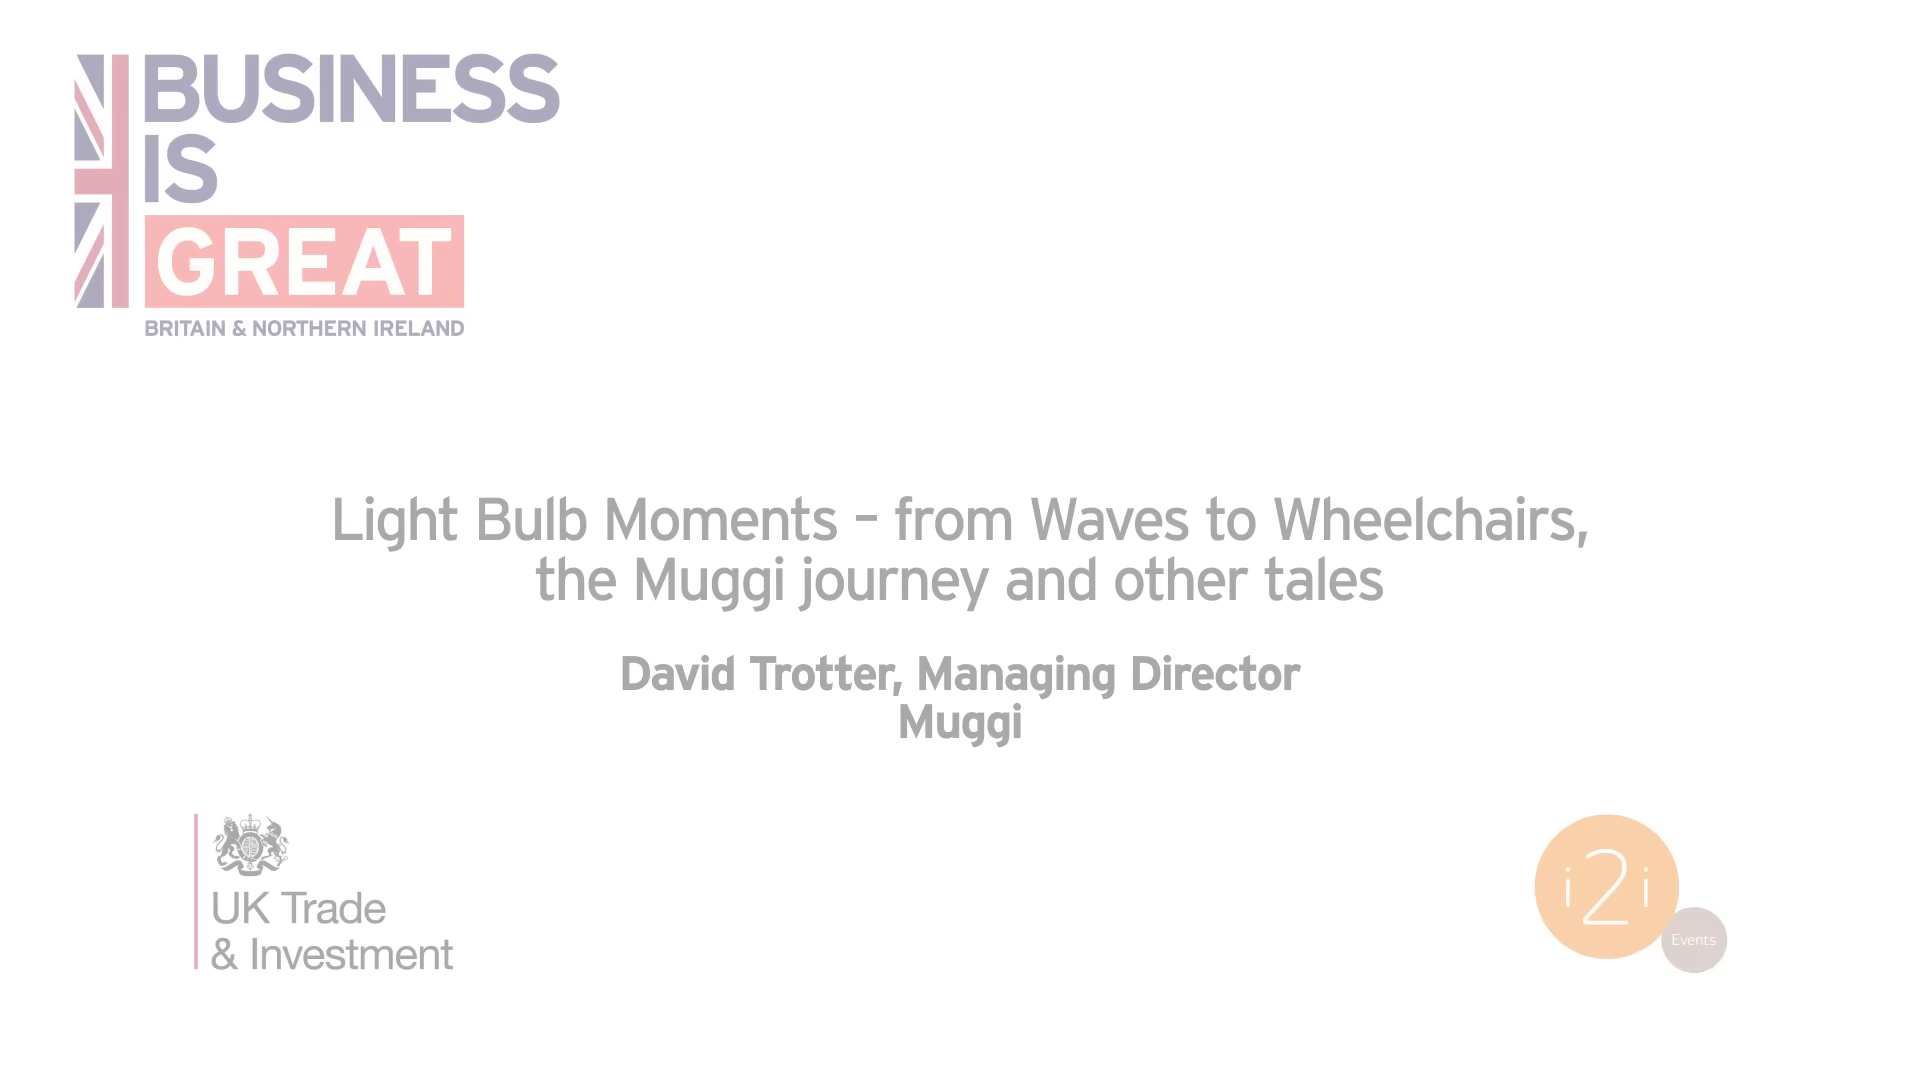 BUSINESS
IS
GREAT
BRITAIN & NORTHERN IRELAND
Light Bulb Moments – from Waves to Wheelchairs,
the Muggi journey and other tales
David Trotter, Managing Director
Muggi
UK Trade
& Investment
i2i
Events